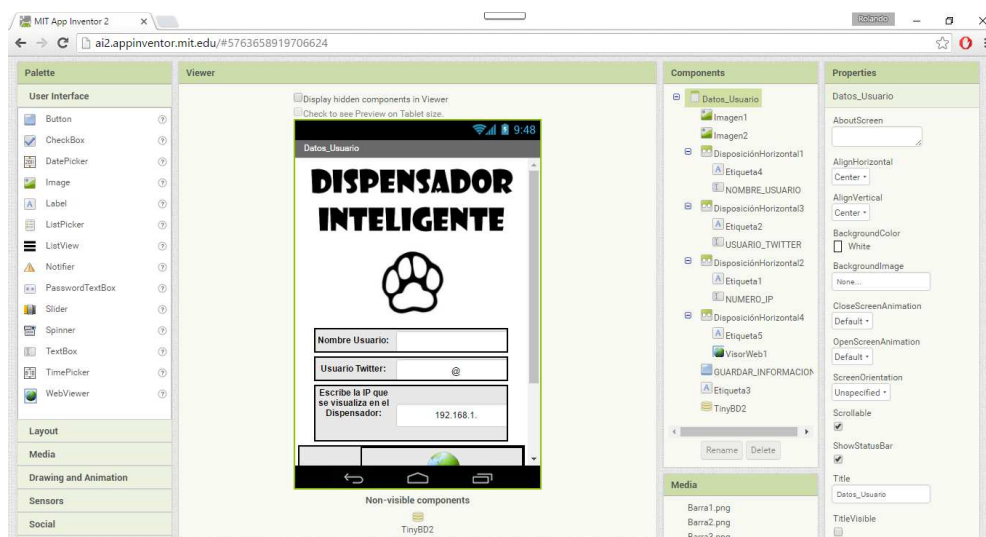 MIT App Inventor 2
Rolando
ai2.appinventor.mit.edu/#5763658919706624
Palette
User Interface
Button
CheckBox
DatePicker
Image
Label
ListPicker
ListView
Notifier
PasswordTextBox
Slider
Spinner
TextBox
TimePicker
WebViewer
Layout
Media
Drawing and Animation
Sensors
Social
Viewer
Display hidden components in Viewer
Check to see Preview on Tablet size.
9:48
Datos_Usuario
DISPENSADOR
INTELIGENTE
Nombre Usuario:
Usuario Twitter:
@
Escribe la IP que
se visualiza en el
Dispensador:
192.168.1.
Non-visible components
TinyBD2
Components
Datos_Usuario
Imagen1
Imagen2
DisposiciónHorizontal1
Etiqueta4
NOMBRE_USUARIO
DisposiciónHorizontal3
Etiqueta2
USUARIO_TWITTER
DisposiciónHorizontal2
Etiqueta1
NUMERO_IP
DisposiciónHorizontal4
Etiqueta5
VisorWeb1
GUARDAR_INFORMACION
Etiqueta3
TinyBD2
Rename Delete
Media
Barra1.png
Barra2.png
Barra3.png
Properties
Datos_Usuario
AboutScreen
AlignHorizontal
Center
AlignVertical
Center
BackgroundColor
White
BackgroundImage
None...
CloseScreenAnimation
Default
OpenScreenAnimation
Default
ScreenOrientation
Unspecified
Scrollable
ShowStatusBar
Title
Datos_Usuario
TitleVisible